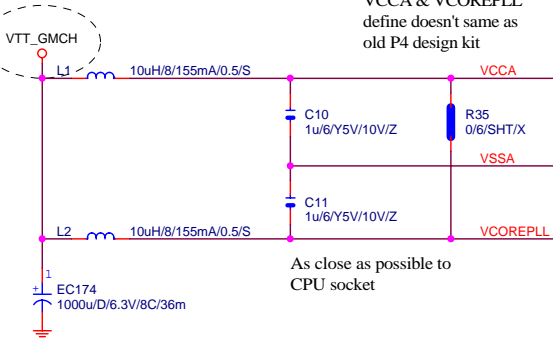 VCCA & VCOREPLL
define doesn't same as
old P4 design kit
VTT_GMCH
L1 10uH/8/155mA/0.5/S VCCA
C10
1u/6/Y5V/10V/Z
R35
0/6/SHT/X
VSSA
C11
1u/6/Y5V/10V/Z
L2 10uH/8/155mA/0.5/S VCOREPLL
As close as possible to
CPU socket
1
+ EC174
1000u/D/6.3V/8C/36m